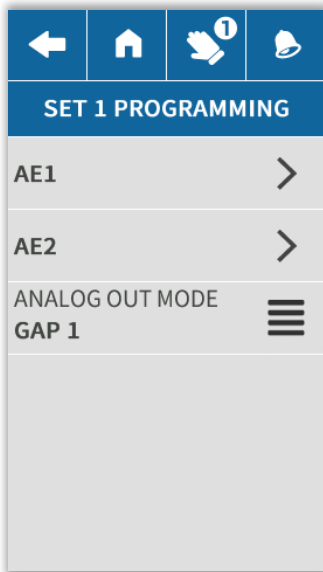 1
SET 1 PROGRAMMING
AE1
AE2
ANALOG OUT MODE
GAP 1